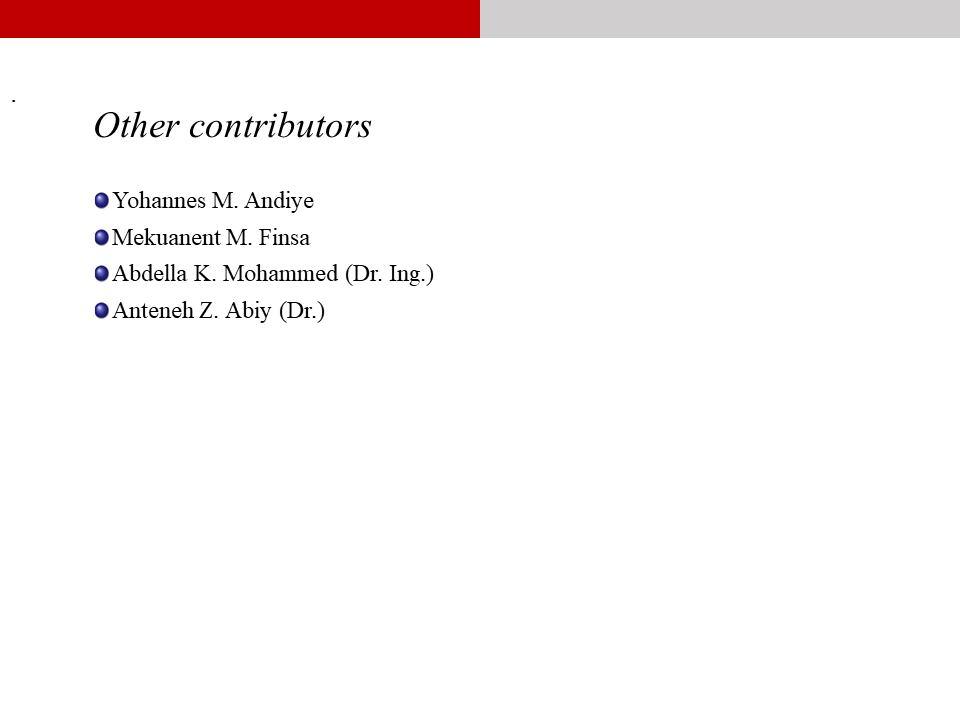 .
Other contributors
Yohannes M. Andiye
Mekuanent M. Finsa
Abdella K. Mohammed (Dr. Ing.)
Anteneh Z. Abiy (Dr.)